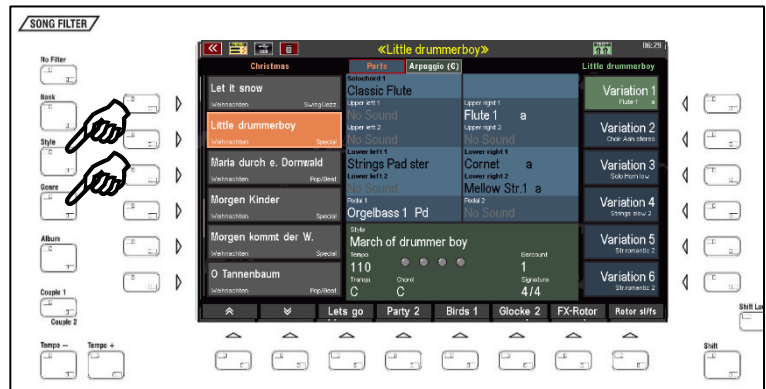 SONG FILTER
No Filter
Bank
Style
Genre
Album
Couple 1
Couple 2
Tempo – Tempo +
«Little drummerboy» 06:29
Christmas Parts Arpeggio (C) Little drummerboy
Let it snow
Weihnachten
Little drummerboy
Weihnachten Special
Maria durch e. Dornwald
Weihnachten Pop/Beat
Morgen Kinder
Weihnachten Special
Morgen kommt der W.
Weihnachten Special
O Tannenbaum
Weihnachten Pop/Beat
Solochord 1
Classic Flute
Upper left 1 Upper right 1
No Sound Flute 1 a
Upper left 2 Upper right 2
No Sound No Sound
Lower left 1 Lower right 1
Strings Pad ster Cornet a
Lower left 2 Lower right 2
No Sound Mellow Str.1 a
Pedal 1 Pedal 2
Orgelbass 1 Pd No Sound
Style
March of drummer boy
Tempo Barcount
110 1
Transp. Chord Signature
C C 4/4
Variation 1
Flute 1 a
Variation 2
Choir Aah stereo
Variation 3
Solo Horn low
Variation 4
Strings slow 2
Variation 5
Str.romantic 2
Variation 6
Str.romantic 2
Lets go Party 2 Birds 1 Glocke 2 FX-Rotor Rotor sl/fs
Shift